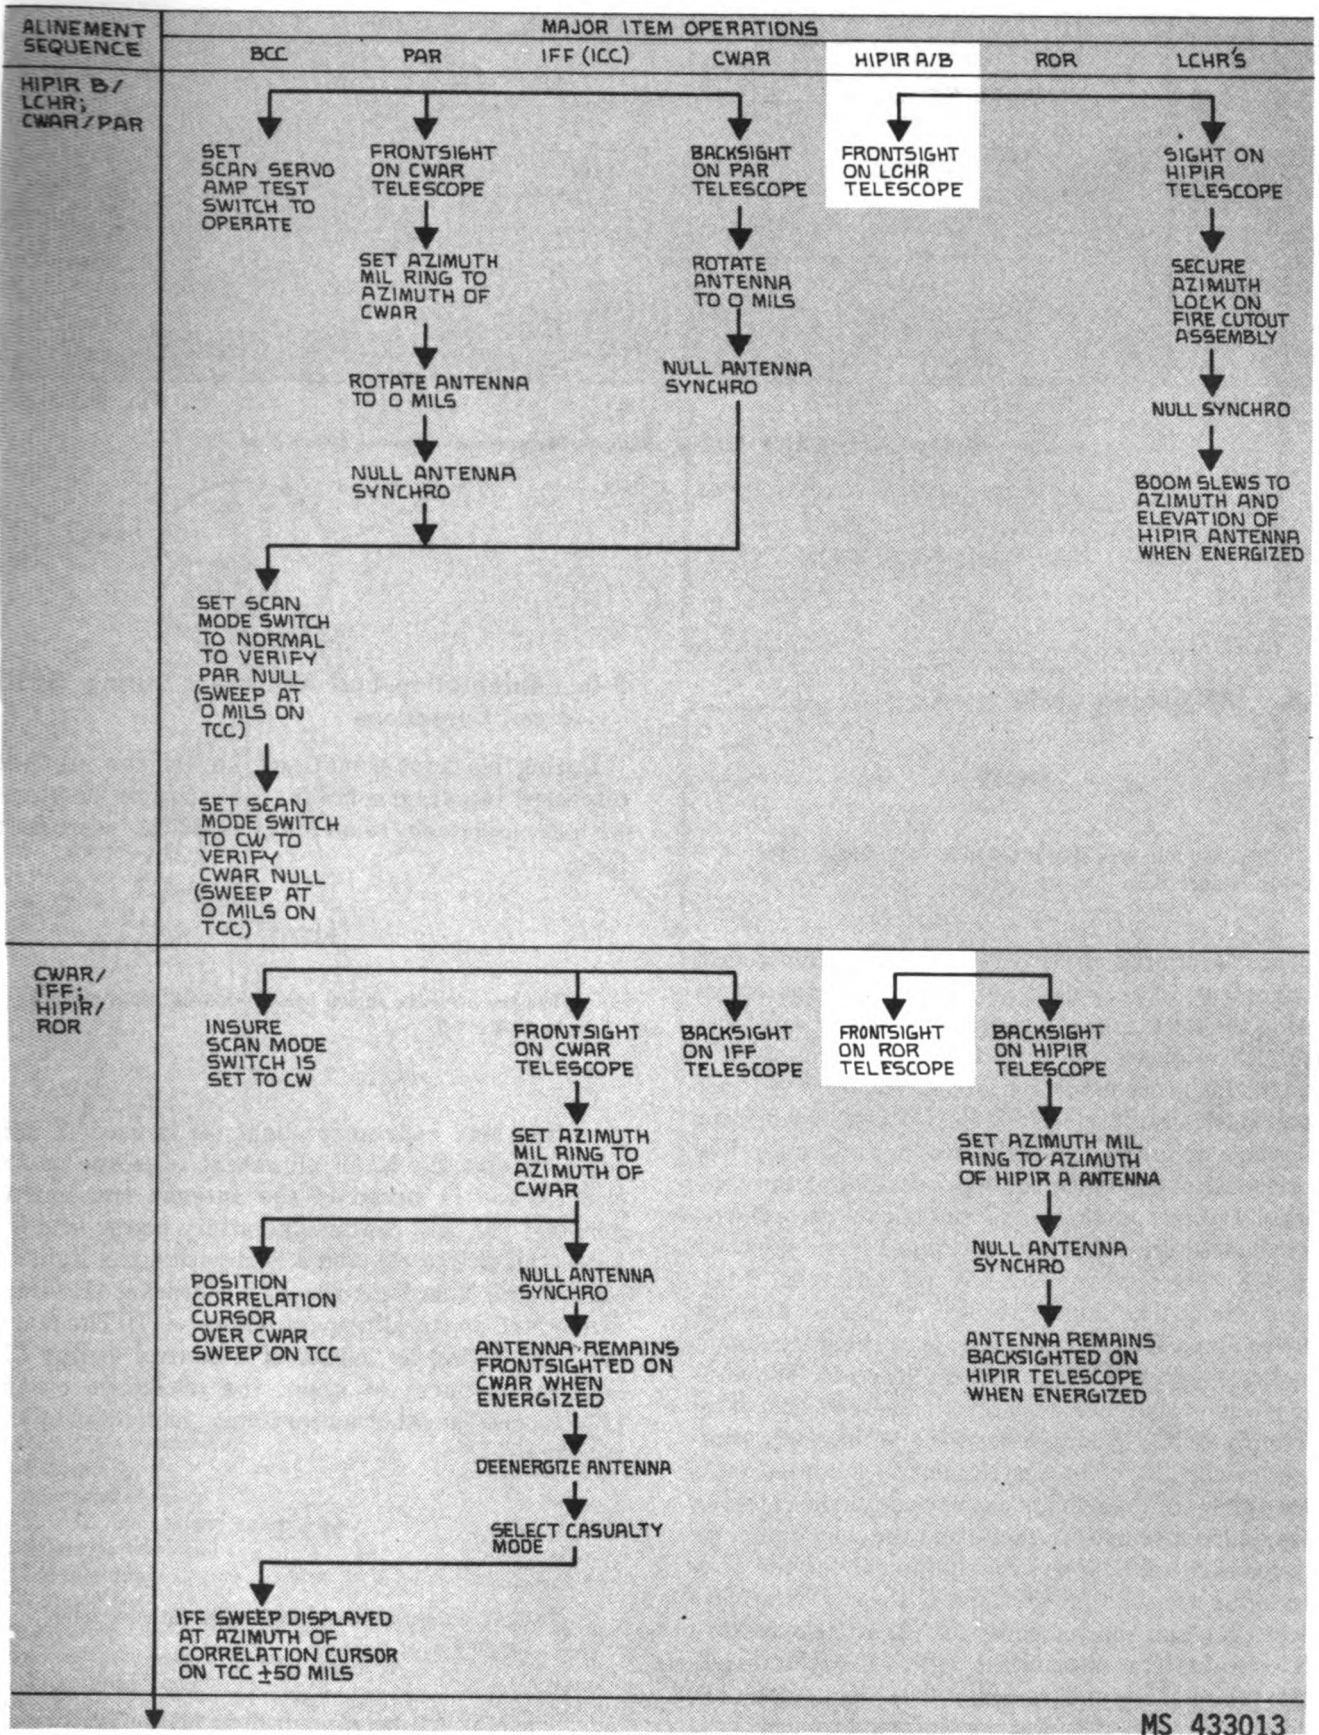 ALINEMENT
SEQUENCE
MAJOR ITEM OPERATIONS
BCC PAR IFF (ICC) CWAR HIPIR A/B ROR LCHR'S
HIPIR B/
LCHR;
CWAR/PAR
SET
SCAN SERVO
AMP TEST
SWITCH TO
OPERATE
FRONTSIGHT
ON CWAR
TELESCOPE
BACKSIGHT
ON PAR
TELESCOPE
FRONTSIGHT
ON LCHR
TELESCOPE
SIGHT ON
HIPIR
TELESCOPE
SET AZIMUTH
MIL RING TO
AZIMUTH OF
CWAR
ROTATE
ANTENNA
TO 0 MILS
SECURE
AZIMUTH
LOCK ON
FIRE CUTOUT
ASSEMBLY
ROTATE ANTENNA
TO 0 MILS
NULL ANTENNA
SYNCHRO
NULL SYNCHRO
NULL ANTENNA
SYNCHRO
BOOM SLEWS TO
AZIMUTH AND
ELEVATION OF
HIPIR ANTENNA
WHEN ENERGIZED
SET SCAN
MODE SWITCH
TO NORMAL
TO VERIFY
PAR NULL
(SWEEP AT
0 MILS ON
TCC)
SET SCAN
MODE SWITCH
TO CW TO
VERIFY
CWAR NULL
(SWEEP AT
0 MILS ON
TCC)
CWAR/
IFF;
HIPIR/
ROR
INSURE
SCAN MODE
SWITCH IS
SET TO CW
FRONTSIGHT
ON CWAR
TELESCOPE
BACKSIGHT
ON IFF
TELESCOPE
FRONTSIGHT
ON ROR
TELESCOPE
BACKSIGHT
ON HIPIR
TELESCOPE
SET AZIMUTH
MIL RING TO
AZIMUTH OF
CWAR
SET AZIMUTH MIL
RING TO AZIMUTH
OF HIPIR A ANTENNA
POSITION
CORRELATION
CURSOR
OVER CWAR
SWEEP ON TCC
NULL ANTENNA
SYNCHRO
NULL ANTENNA
SYNCHRO
ANTENNA REMAINS
FRONTSIGHTED ON
CWAR WHEN
ENERGIZED
ANTENNA REMAINS
BACKSIGHTED ON
HIPIR TELESCOPE
WHEN ENERGIZED
DEENERGIZE ANTENNA
SELECT CASUALTY
MODE
IFF SWEEP DISPLAYED
AT AZIMUTH OF
CORRELATION CURSOR
ON TCC ±50 MILS
MS 433013